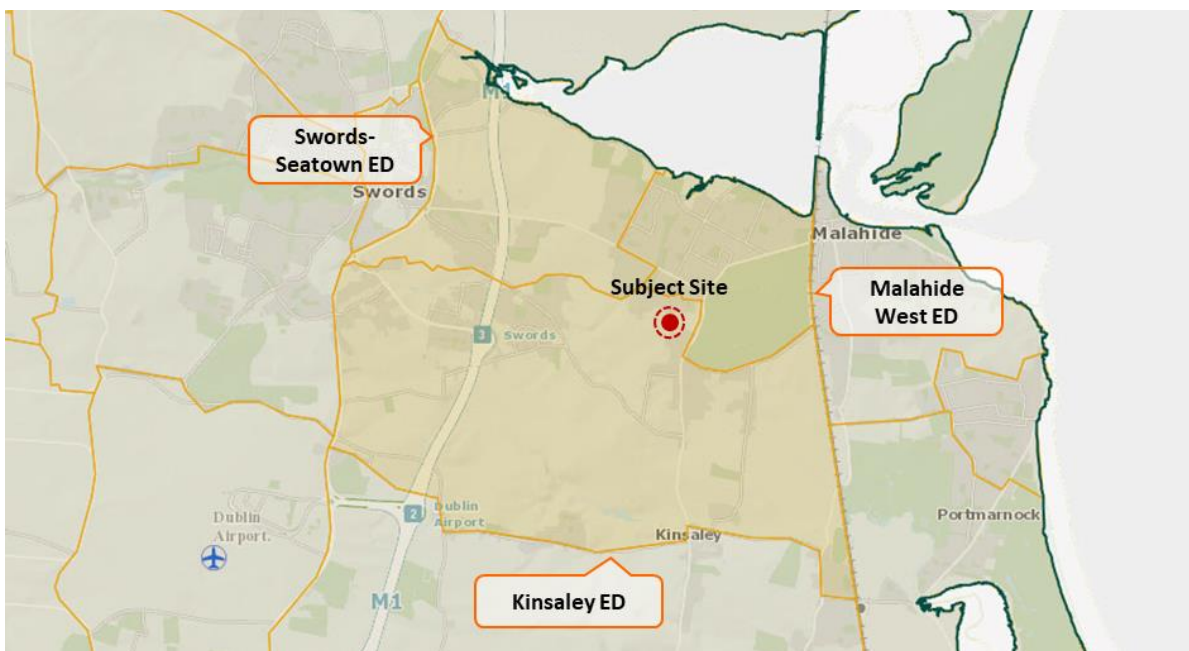 M1
Swords-
Seatown ED
Swords
Malahide
Subject Site
Malahide
West ED
3
Swords
2
Dublin
Airport
Dublin
Airport.
Portmarnock
Kinsaley
Kinsaley ED
M1